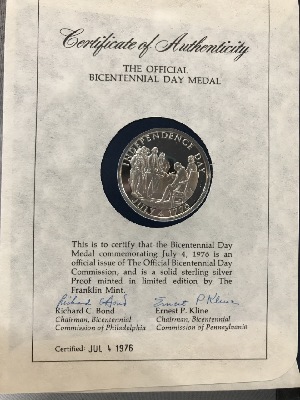 Certificate of Authenticity
THE OFFICIAL
BICENTENNIAL DAY MEDAL
INDEPENDENCE DAY
This is to certify that the Bicentennial Day
Medal commemorating July 4, 1976 is an
official issue of The Official Bicentennial Day
Commission, and is a solid sterling silver
Proof minted in limited edition by The
Franklin Mint.
Richard C Bond Ernest P. Kline
Richard C. Bond Ernest P. Kline
Chairman, Bicentennial Chairman, Bicentennial
Commission of Philadelphia Commission of Pennsylvania
Certified: JUL 4 1976